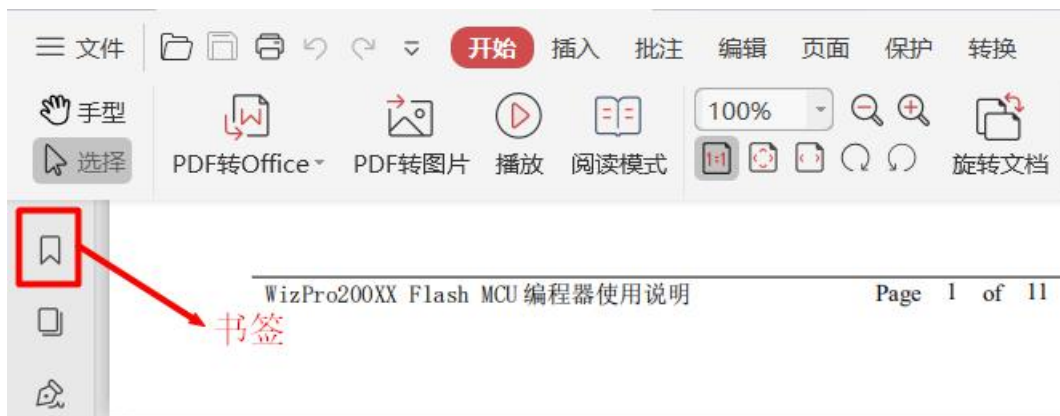 文件 开始 插入 批注 编辑 页面 保护 转换
手型 100%
选择 PDF转Office PDF转图片 播放 阅读模式 1:1 旋转文档
WizPro200XX Flash MCU 编程器使用说明 Page 1 of 11
书签